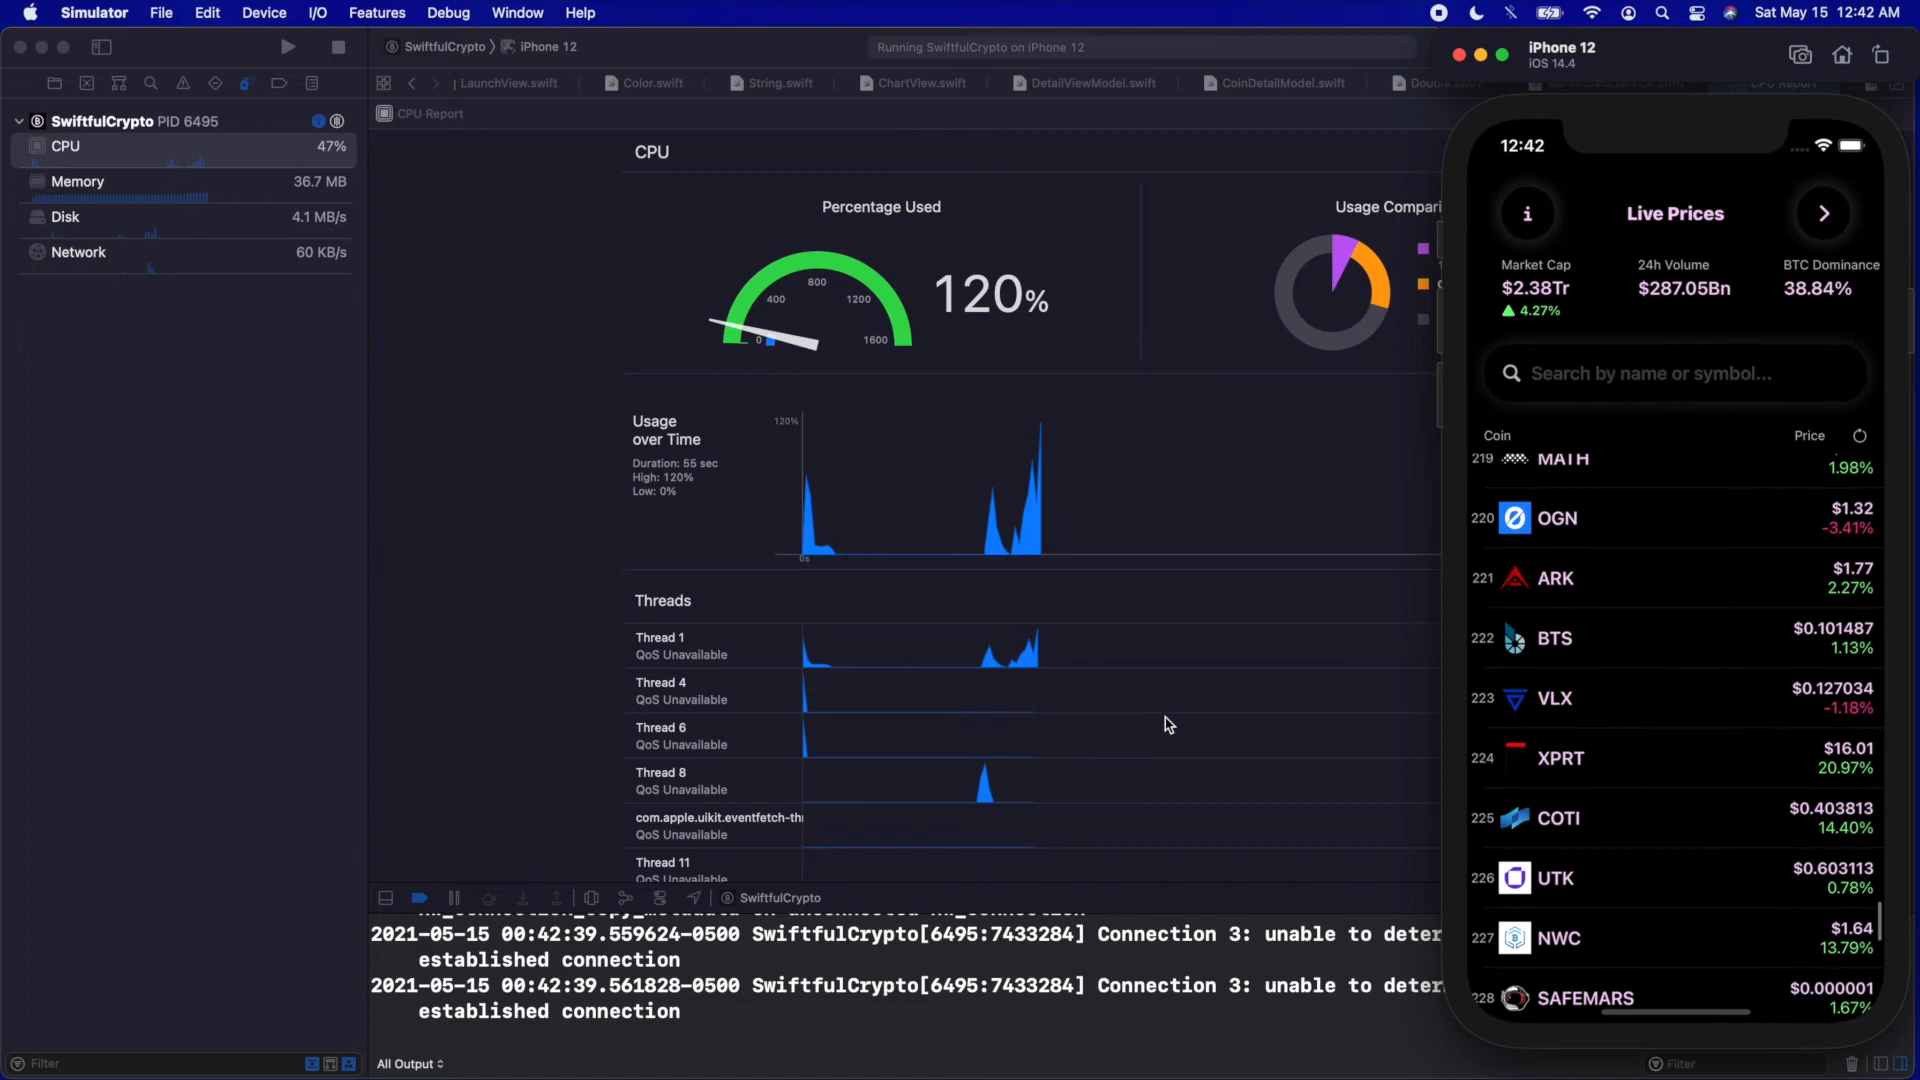 Simulator File Edit Device I/O Features Debug Window Help
Sat May 15 12:42 AM
SwiftfulCrypto iPhone 12
Running SwiftfulCrypto on iPhone 12
iPhone 12
iOS 14.4
LaunchView.swift Color.swift String.swift ChartView.swift DetailViewModel.swift CoinDetailModel.swift
CPU Report
SwiftfulCrypto PID 6495
CPU 47%
Memory 36.7 MB
Disk 4.1 MB/s
Network 60 KB/s
CPU
Percentage Used
0 400 800 1200 1600
120%
Usage Compari
Usage
over Time
Duration: 55 sec
High: 120%
Low: 0%
120%
0s
Threads
Thread 1
QoS Unavailable
Thread 4
QoS Unavailable
Thread 6
QoS Unavailable
Thread 8
QoS Unavailable
com.apple.uikit.eventfetch-thr
QoS Unavailable
Thread 11
QoS Unavailable
SwiftfulCrypto
2021-05-15 00:42:39.559624-0500 SwiftfulCrypto[6495:7433284] Connection 3: unable to deter
established connection
2021-05-15 00:42:39.561828-0500 SwiftfulCrypto[6495:7433284] Connection 3: unable to deter
established connection
Filter
All Output
Filter
12:42
i
Live Prices
Market Cap 24h Volume BTC Dominance
$2.38Tr $287.05Bn 38.84%
4.27%
Search by name or symbol...
Coin Price
219 MATH
1.98%
220 OGN $1.32
-3.41%
221 ARK $1.77
2.27%
222 BTS $0.101487
1.13%
223 VLX $0.127034
-1.18%
224 XPRT $16.01
20.97%
225 COTI $0.403813
14.40%
226 UTK $0.603113
0.78%
227 NWC $1.64
13.79%
228 SAFEMARS $0.000001
1.67%